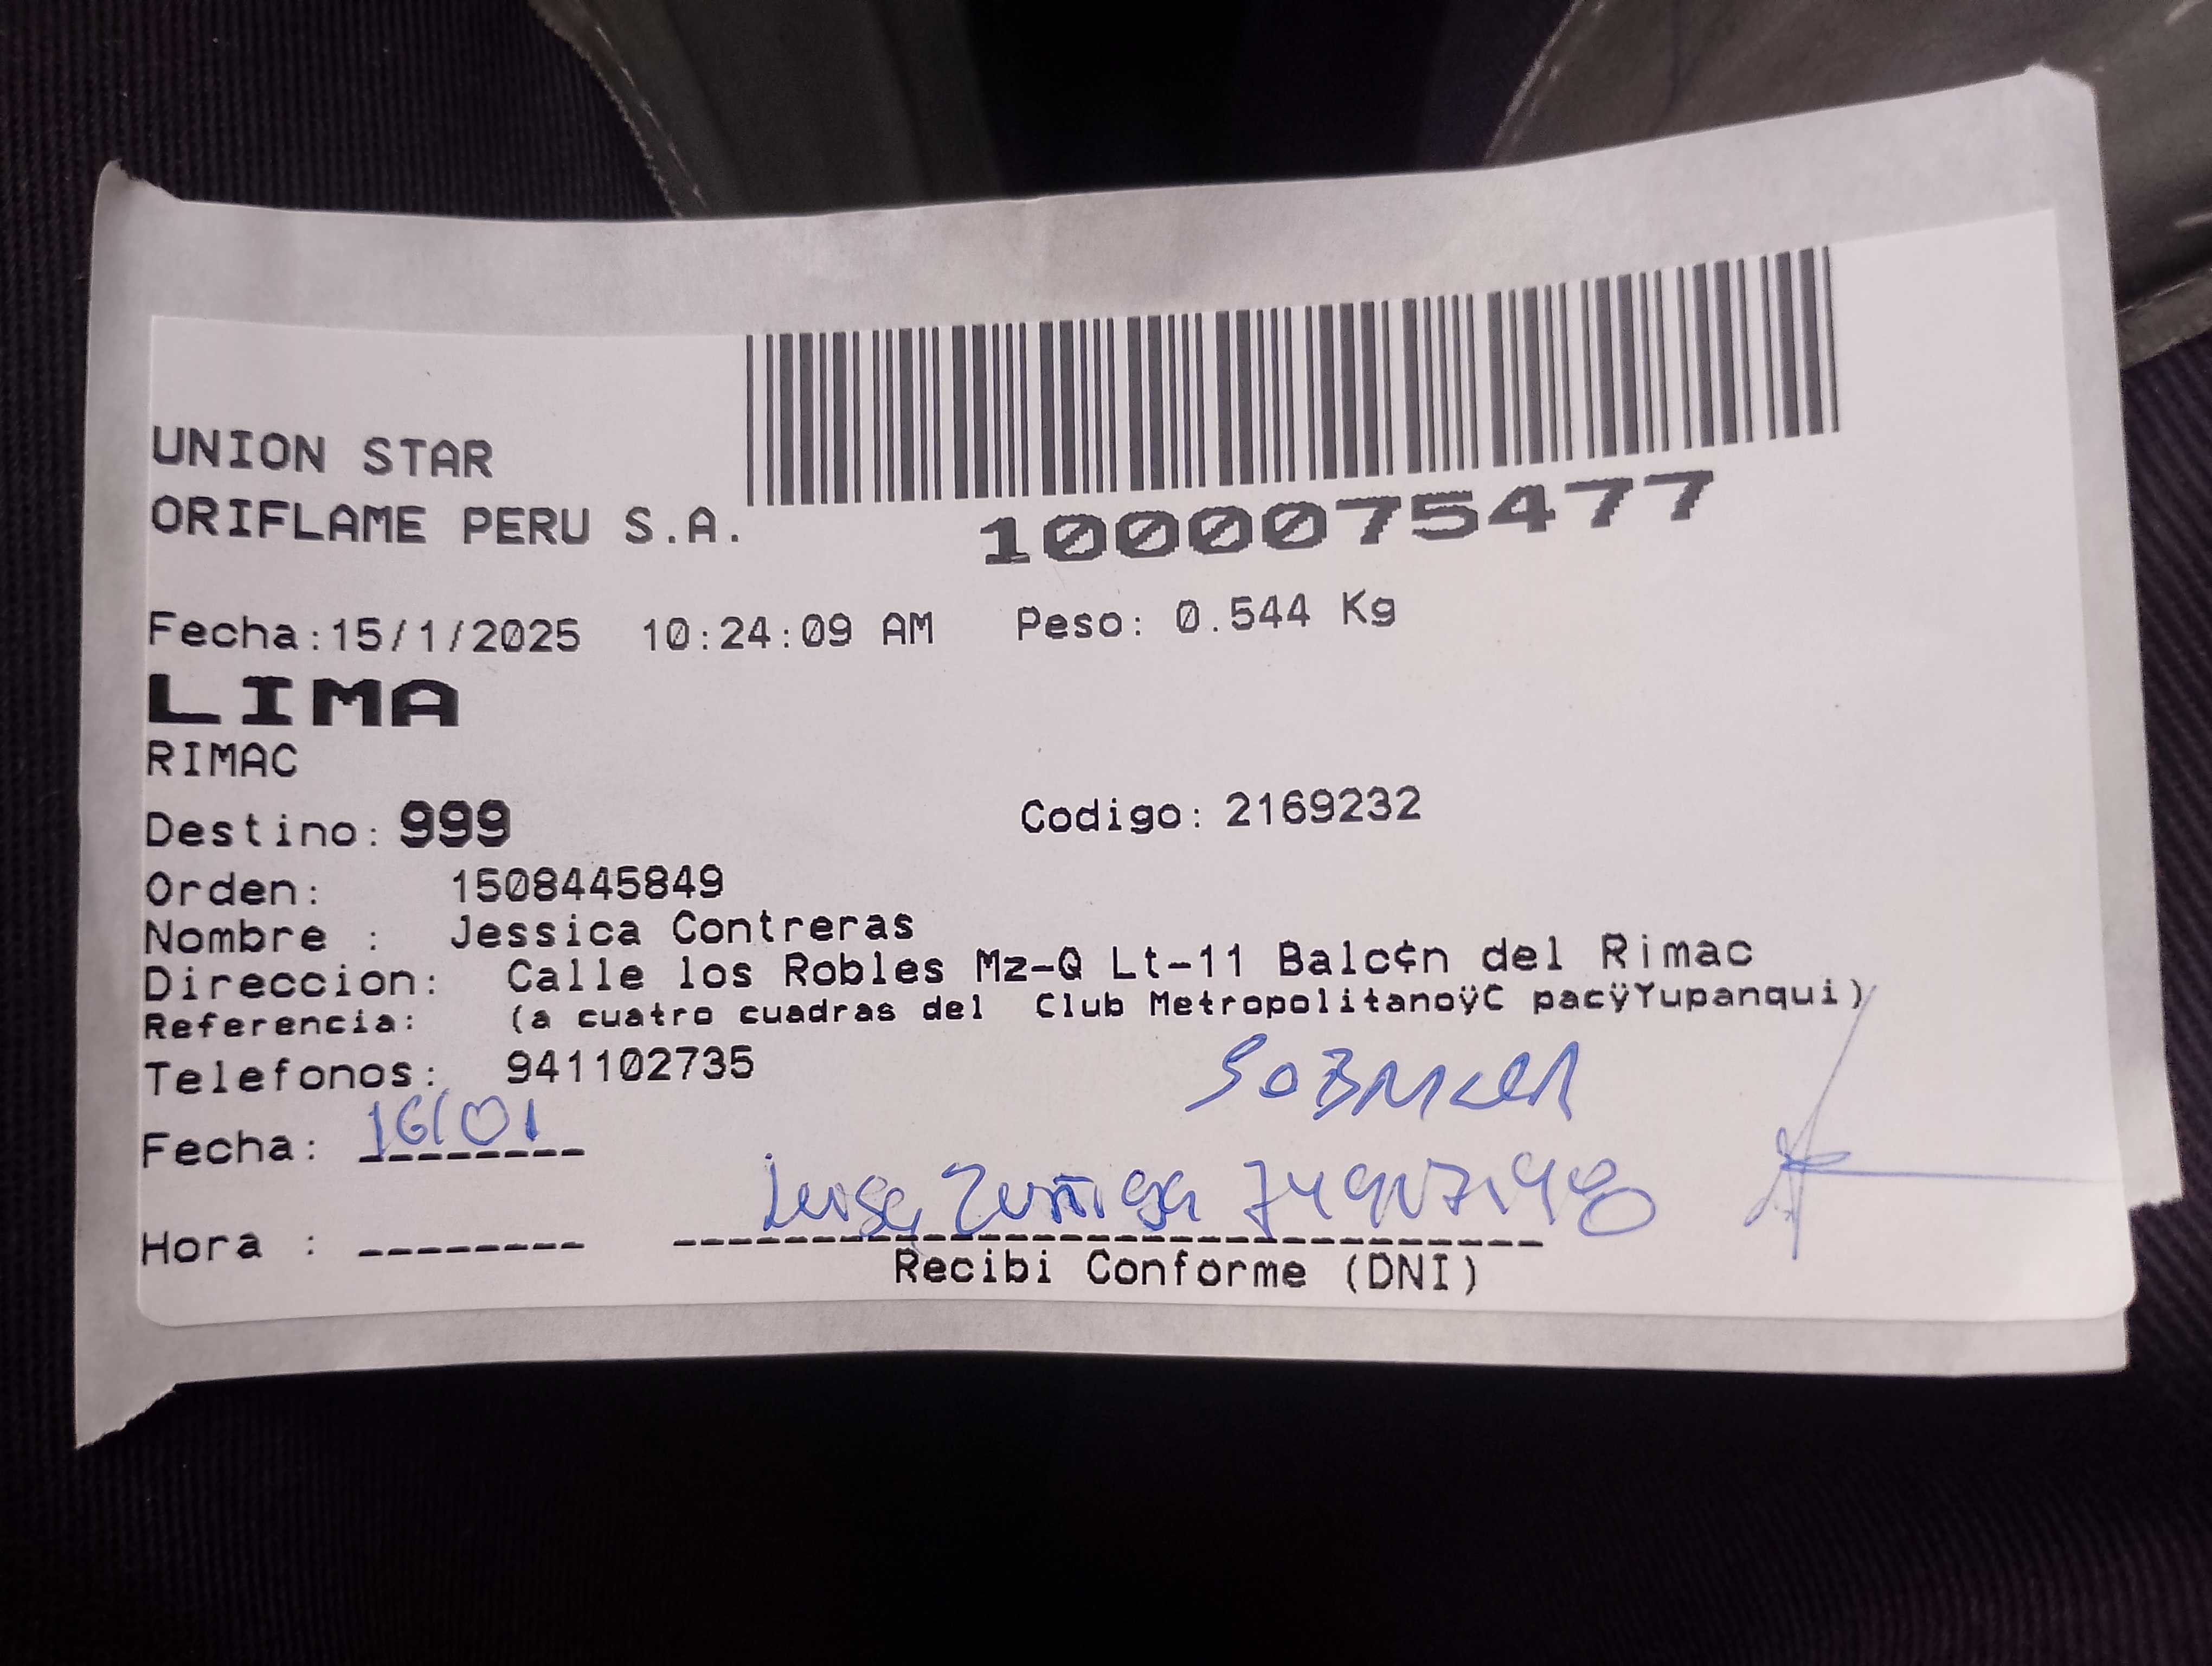 UNION STAR
ORIFLAME PERU S.A.
1000075477
Fecha:15/1/2025 10:24:09 AM Peso: 0.544 Kg
LIMA
RIMAC
Destino: 999 Codigo: 2169232
Orden: 1508445849
Nombre : Jessica Contreras
Direccion: Calle los Robles Mz-Q Lt-11 Balc¢n del Rimac
Referencia: (a cuatro cuadras del Club MetropolitanoÿC pacÿYupanqui)
Telefonos: 941102735
Fecha: 16/01
Luisa Zuñiga
Hora :
Recibi Conforme (DNI)